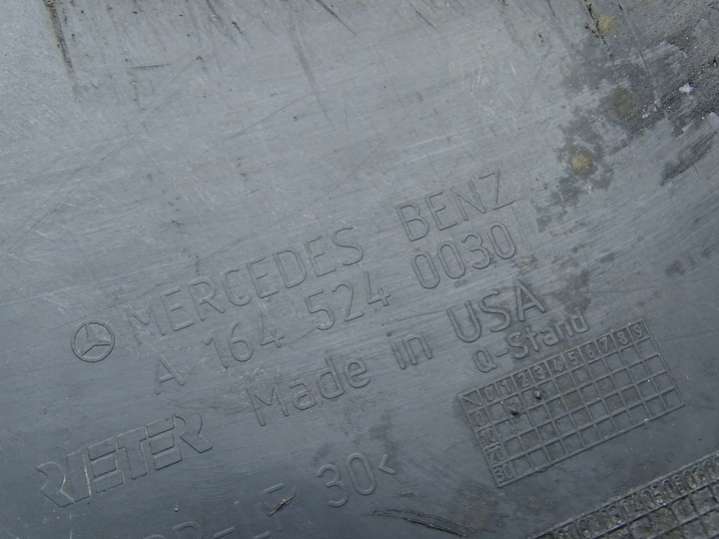 MERCEDES BENZ
A 164 524 0030
Made in USA
Q-Stand
RIETER
30<